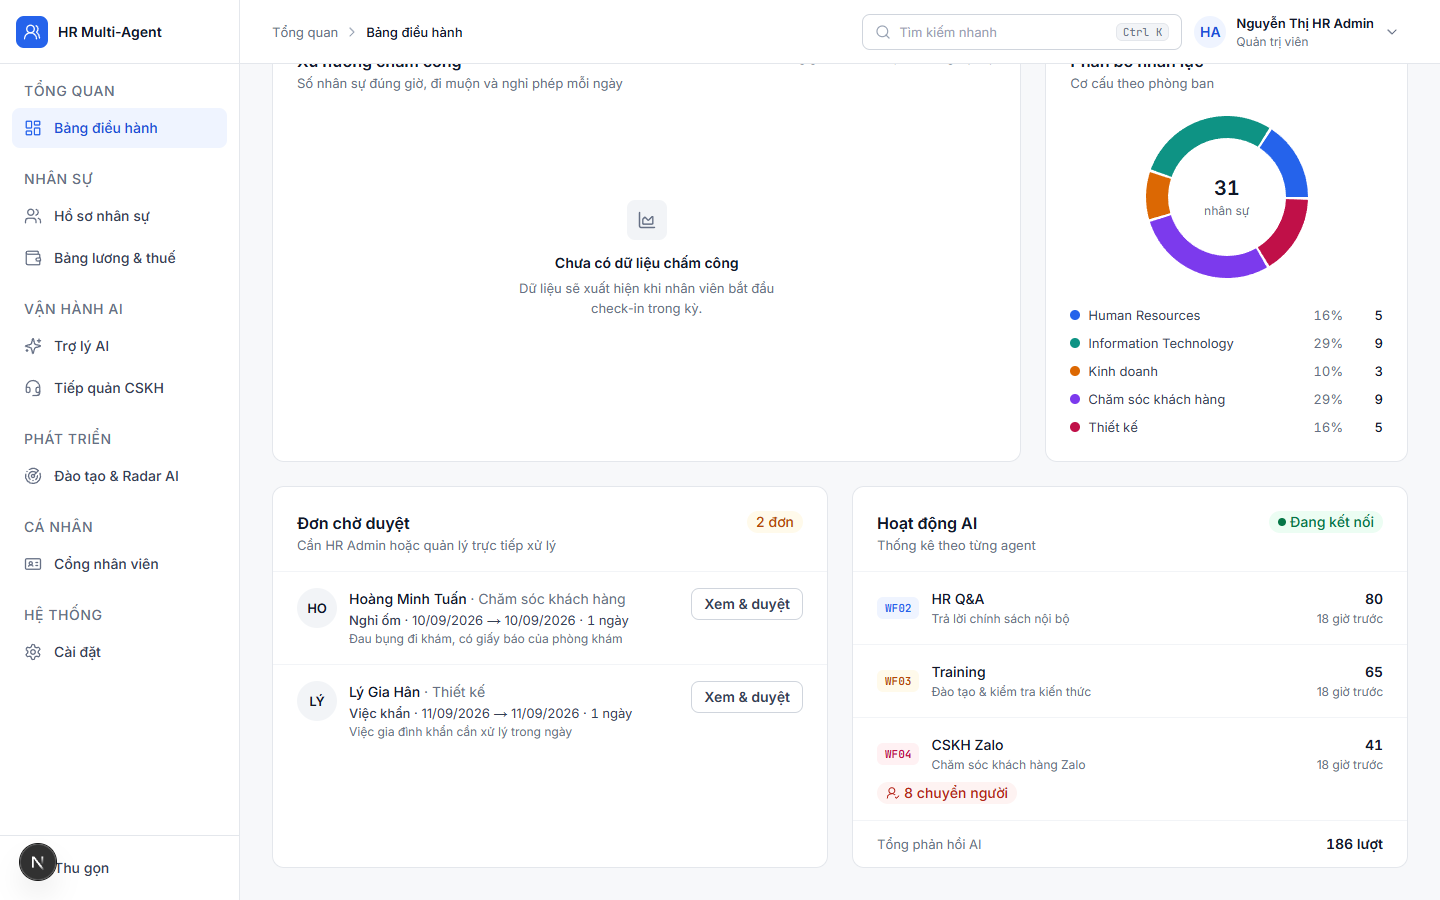 HR Multi-Agent
Tổng quan
Bảng điều hành
Tìm kiếm nhanh
Ctrl K
HA
Nguyễn Thị HR Admin
Quản trị viên
TỔNG QUAN
Bảng điều hành
NHÂN SỰ
Hồ sơ nhân sự
Bảng lương & thuế
VẬN HÀNH AI
Trợ lý AI
Tiếp quản CSKH
PHÁT TRIỂN
Đào tạo & Radar AI
CÁ NHÂN
Cổng nhân viên
HỆ THỐNG
Cài đặt
N
Thu gọn
Xu hướng chấm công
Số nhân sự đúng giờ, đi muộn và nghỉ phép mỗi ngày
Chưa có dữ liệu chấm công
Dữ liệu sẽ xuất hiện khi nhân viên bắt đầu
check-in trong kỳ.
Phân bổ nhân lực
Cơ cấu theo phòng ban
31
nhân sự
Human Resources 16% 5
Information Technology 29% 9
Kinh doanh 10% 3
Chăm sóc khách hàng 29% 9
Thiết kế 16% 5
Đơn chờ duyệt
2 đơn
Cần HR Admin hoặc quản lý trực tiếp xử lý
HO
Hoàng Minh Tuấn · Chăm sóc khách hàng
Nghỉ ốm · 10/09/2026 → 10/09/2026 · 1 ngày
Đau bụng đi khám, có giấy báo của phòng khám
Xem & duyệt
LÝ
Lý Gia Hân · Thiết kế
Việc khẩn · 11/09/2026 → 11/09/2026 · 1 ngày
Việc gia đình khẩn cần xử lý trong ngày
Xem & duyệt
Hoạt động AI
Đang kết nối
Thống kê theo từng agent
WF02
HR Q&A
80
Trả lời chính sách nội bộ
18 giờ trước
WF03
Training
65
Đào tạo & kiểm tra kiến thức
18 giờ trước
WF04
CSKH Zalo
41
Chăm sóc khách hàng Zalo
18 giờ trước
8 chuyển người
Tổng phản hồi AI
186 lượt